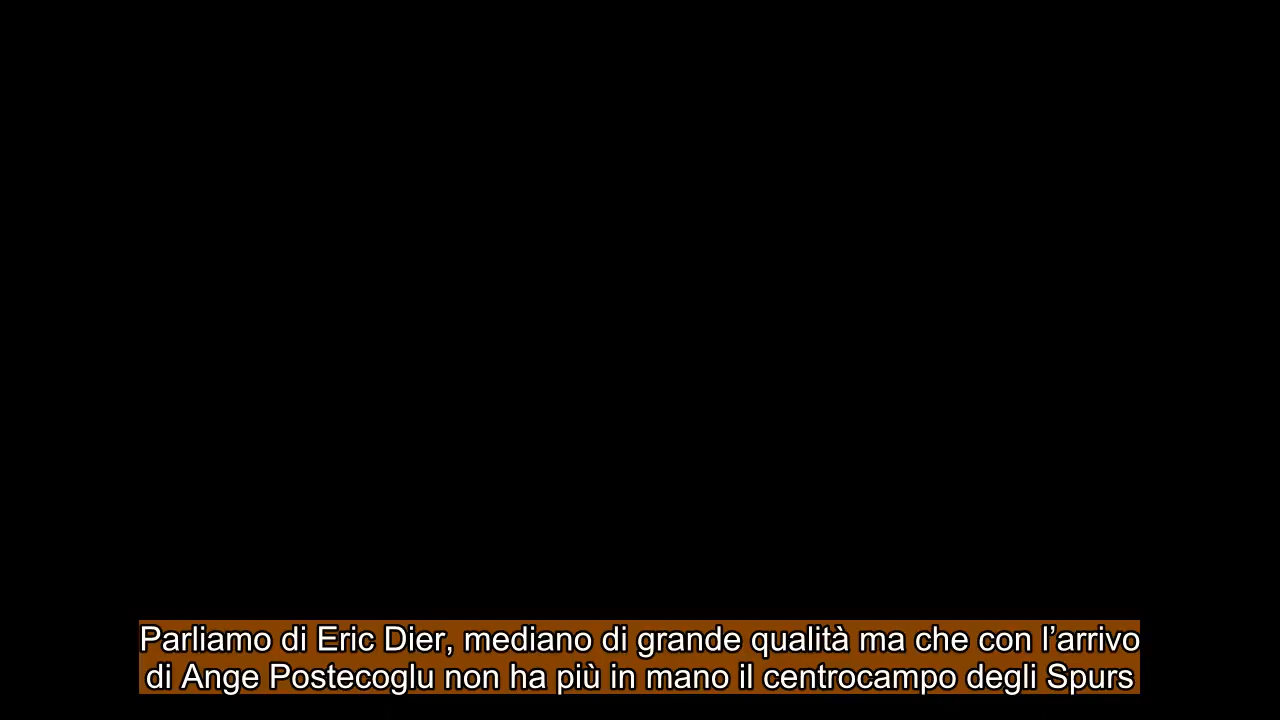 Parliamo di Eric Dier, mediano di grande qualità ma che con l’arrivo
di Ange Postecoglu non ha più in mano il centrocampo degli Spurs